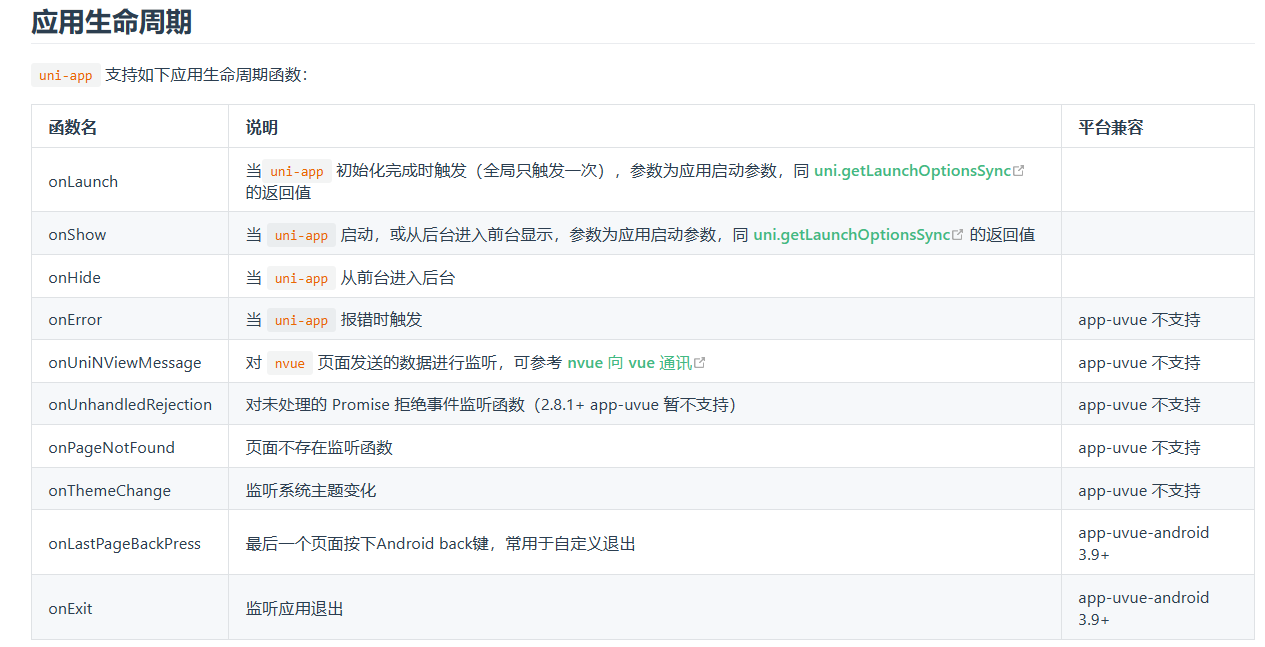 应用生命周期
uni-app 支持如下应用生命周期函数：
函数名 说明 平台兼容
onLaunch 当 uni-app 初始化完成时触发（全局只触发一次），参数为应用启动参数，同 uni.getLaunchOptionsSync
的返回值
onShow 当 uni-app 启动，或从后台进入前台显示，参数为应用启动参数，同 uni.getLaunchOptionsSync 的返回值
onHide 当 uni-app 从前台进入后台
onError 当 uni-app 报错时触发 app-uvue 不支持
onUniNViewMessage 对 nvue 页面发送的数据进行监听，可参考 nvue 向 vue 通讯 app-uvue 不支持
onUnhandledRejection 对未处理的 Promise 拒绝事件监听函数（2.8.1+ app-uvue 暂不支持） app-uvue 不支持
onPageNotFound 页面不存在监听函数 app-uvue 不支持
onThemeChange 监听系统主题变化 app-uvue 不支持
onLastPageBackPress 最后一个页面按下Android back键，常用于自定义退出 app-uvue-android
3.9+
onExit 监听应用退出 app-uvue-android
3.9+